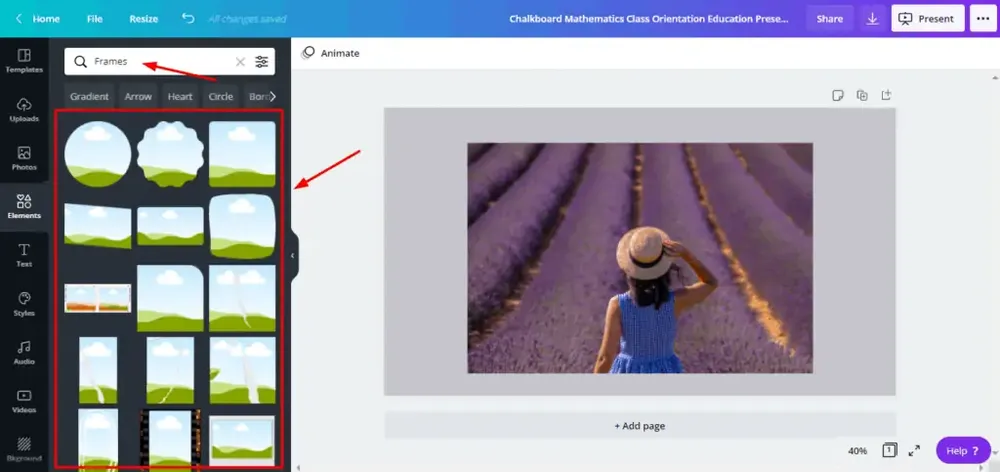 Home File Resize All changes saved Chalkboard Mathematics Class Orientation Education Prese... Share Present
Templates
Uploads
Photos
Elements
Text
Styles
Audio
Videos
Bkground
Frames
Gradient Arrow Heart Circle Bord
Animate
+ Add page
40% 1 Help ?